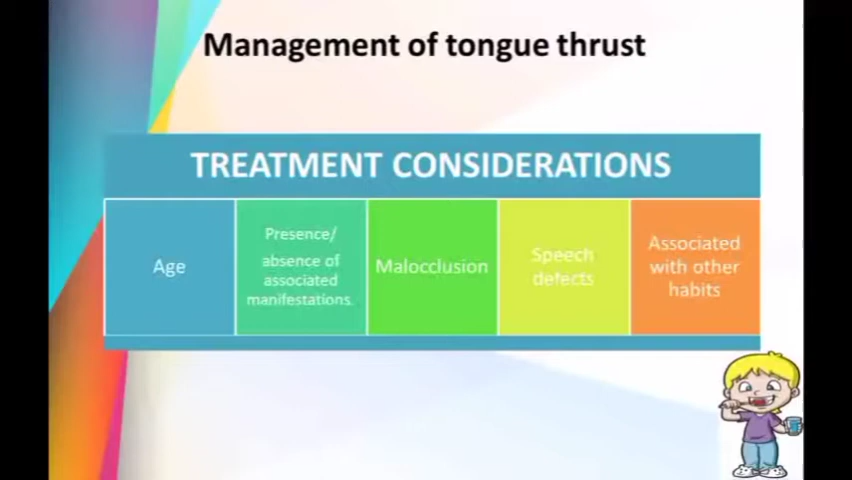 Management of tongue thrust
TREATMENT CONSIDERATIONS
Age
Presence/
absence of
associated
manifestations.
Malocclusion
Speech
defects
Associated
with other
habits